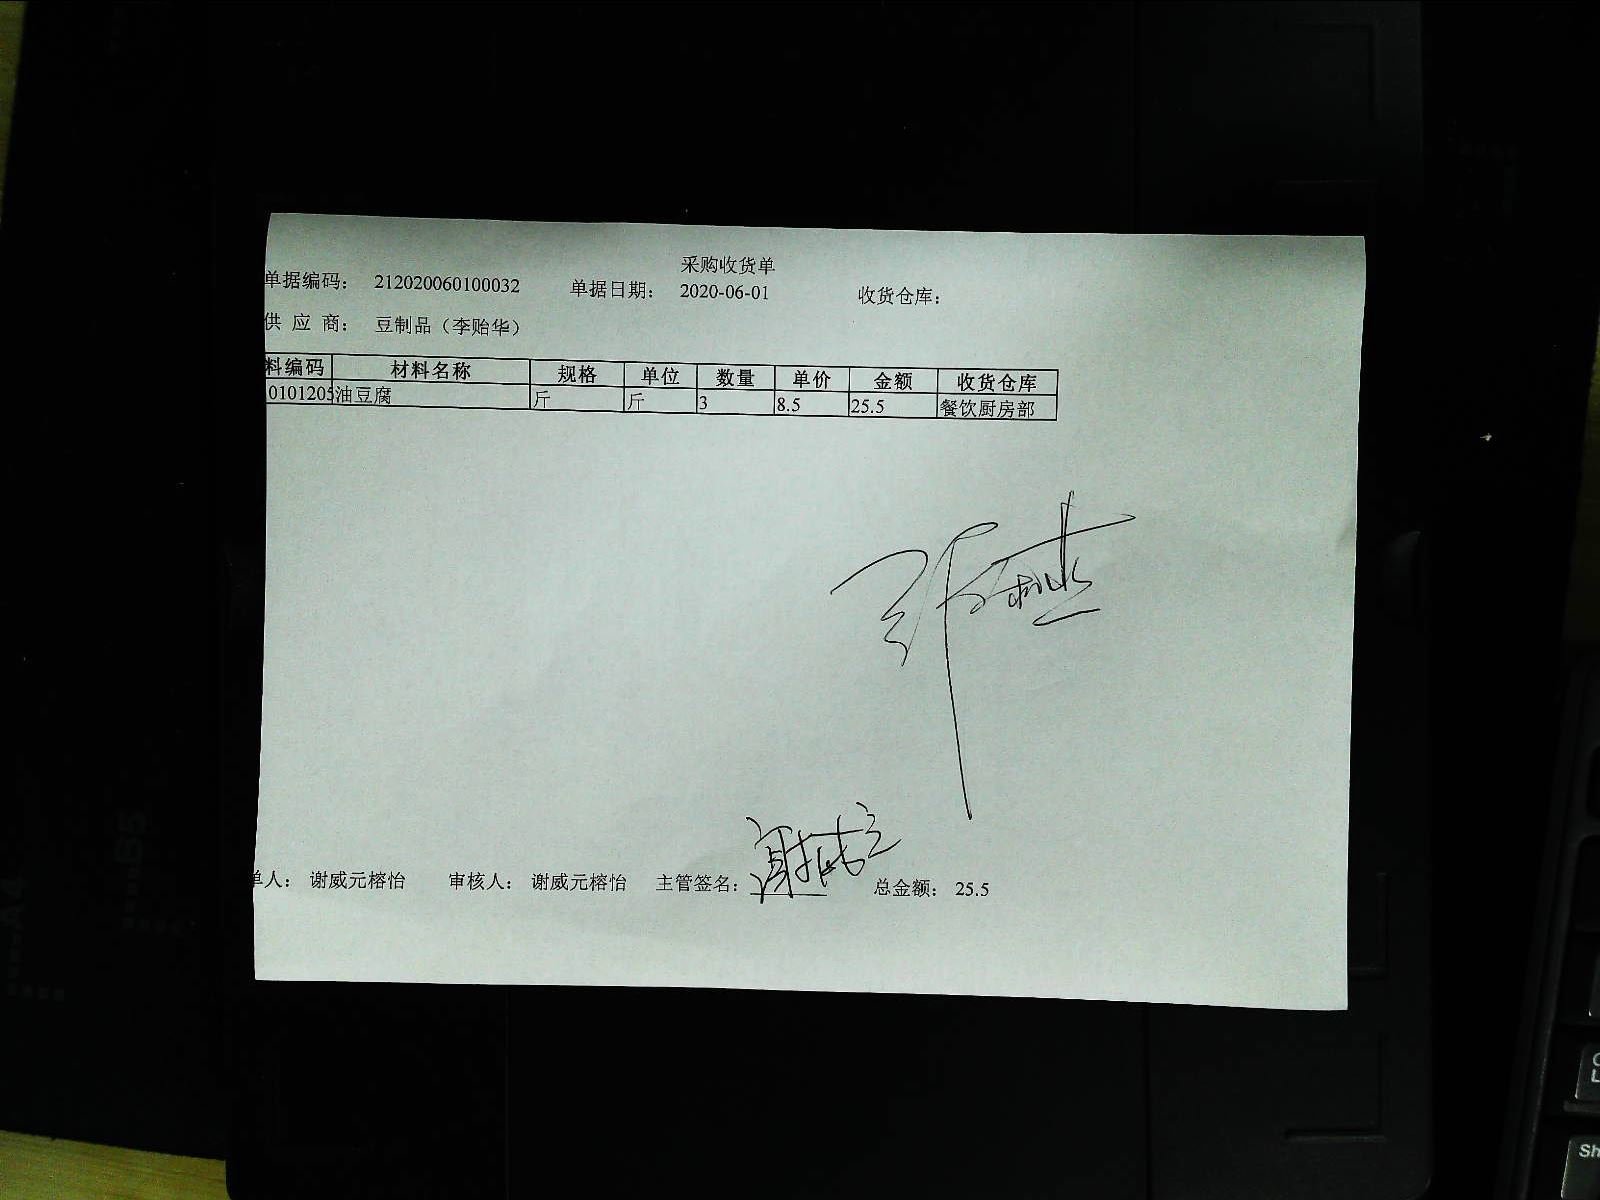 采购收货单
单据编码： 212020060100032 单据日期： 2020-06-01 收货仓库：
供 应 商： 豆制品（李贻华）
料编码 材料名称 规格 单位 数量 单价 金额 收货仓库
0101205 油豆腐 斤 斤 3 8.5 25.5 餐饮厨房部
单人： 谢威元榕怡 审核人： 谢威元榕怡 主管签名： 总金额： 25.5
B5
A4
Sh